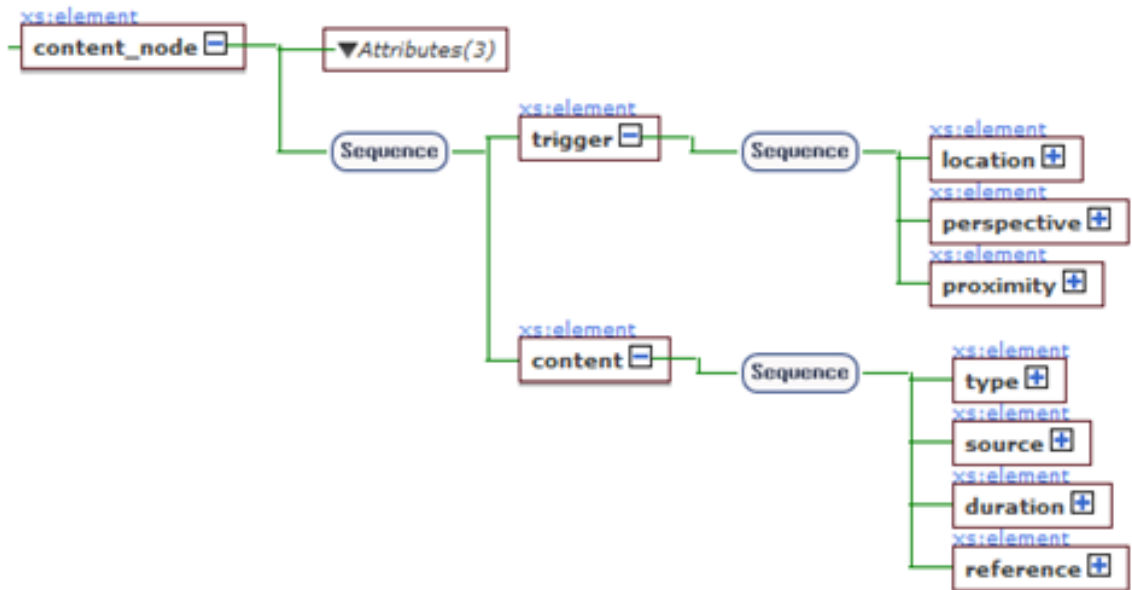 xs:element
content_node
▼Attributes(3)
Sequence
xs:element
trigger
Sequence
xs:element
location
xs:element
perspective
xs:element
proximity
xs:element
content
Sequence
xs:element
type
xs:element
source
xs:element
duration
xs:element
reference